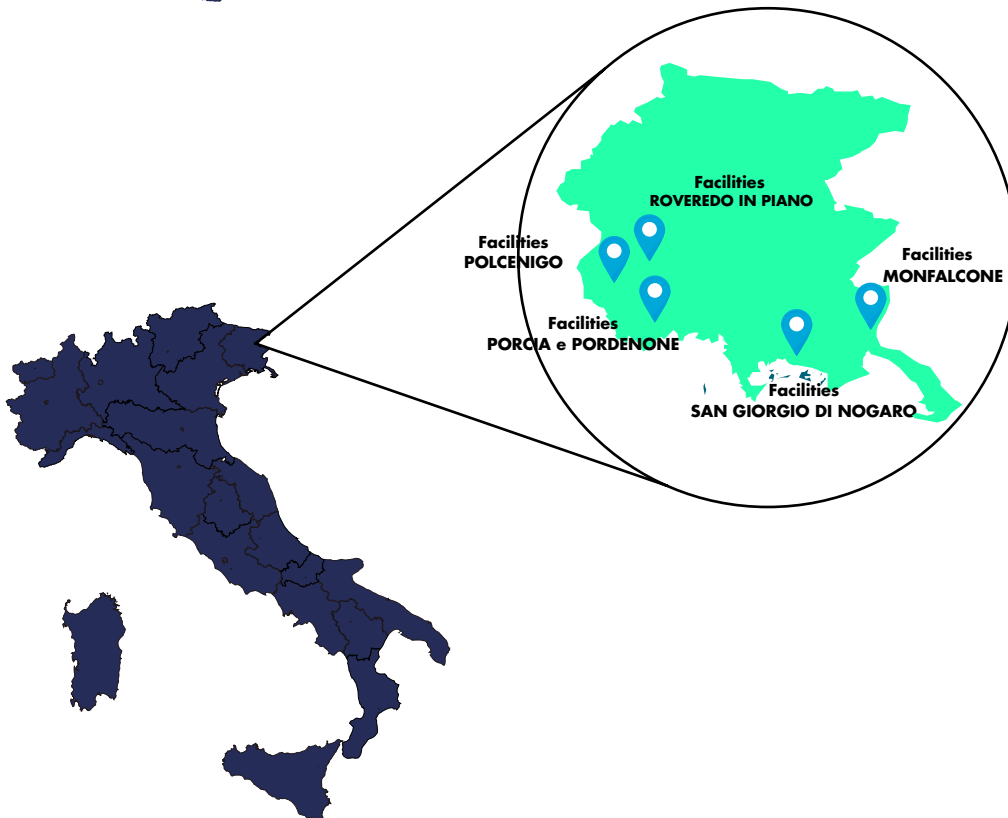 Facilities
ROVEREDO IN PIANO
Facilities
POLCENIGO
Facilities
MONFALCONE
Facilities
PORCIA e PORDENONE
Facilities
SAN GIORGIO DI NOGARO